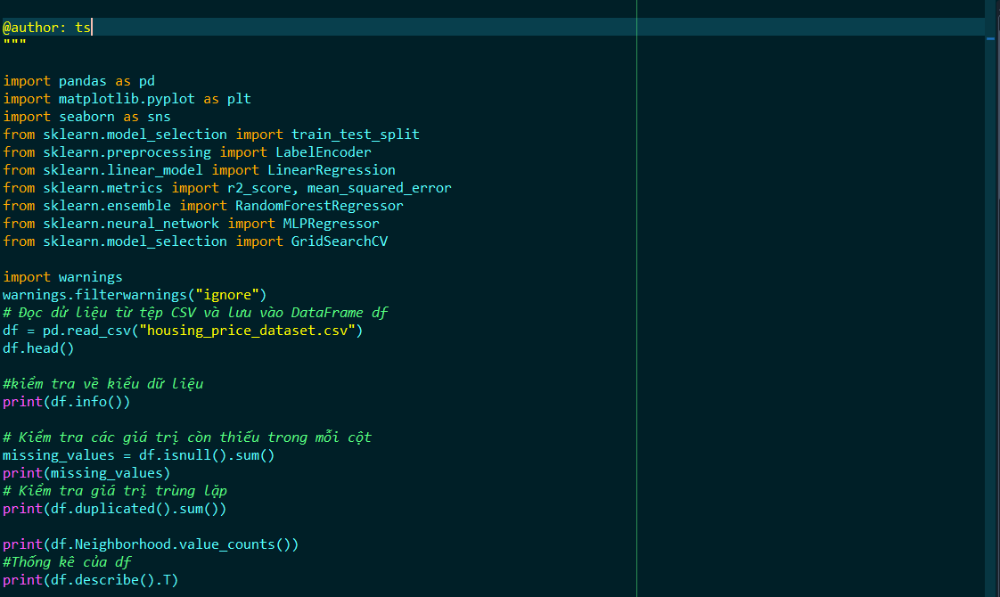 @author: ts
"""
import pandas as pd
import matplotlib.pyplot as plt
import seaborn as sns
from sklearn.model_selection import train_test_split
from sklearn.preprocessing import LabelEncoder
from sklearn.linear_model import LinearRegression
from sklearn.metrics import r2_score, mean_squared_error
from sklearn.ensemble import RandomForestRegressor
from sklearn.neural_network import MLPRegressor
from sklearn.model_selection import GridSearchCV
import warnings
warnings.filterwarnings("ignore")
# Đọc dử liệu từ tệp CSV và lưu vào DataFrame df
df = pd.read_csv("housing_price_dataset.csv")
df.head()
#kiểm tra về kiểu dữ liệu
print(df.info())
# Kiểm tra các giá trị còn thiếu trong mỗi cột
missing_values = df.isnull().sum()
print(missing_values)
# Kiểm tra giá trị trùng lặp
print(df.duplicated().sum())
print(df.Neighborhood.value_counts())
#Thống kê của df
print(df.describe().T)